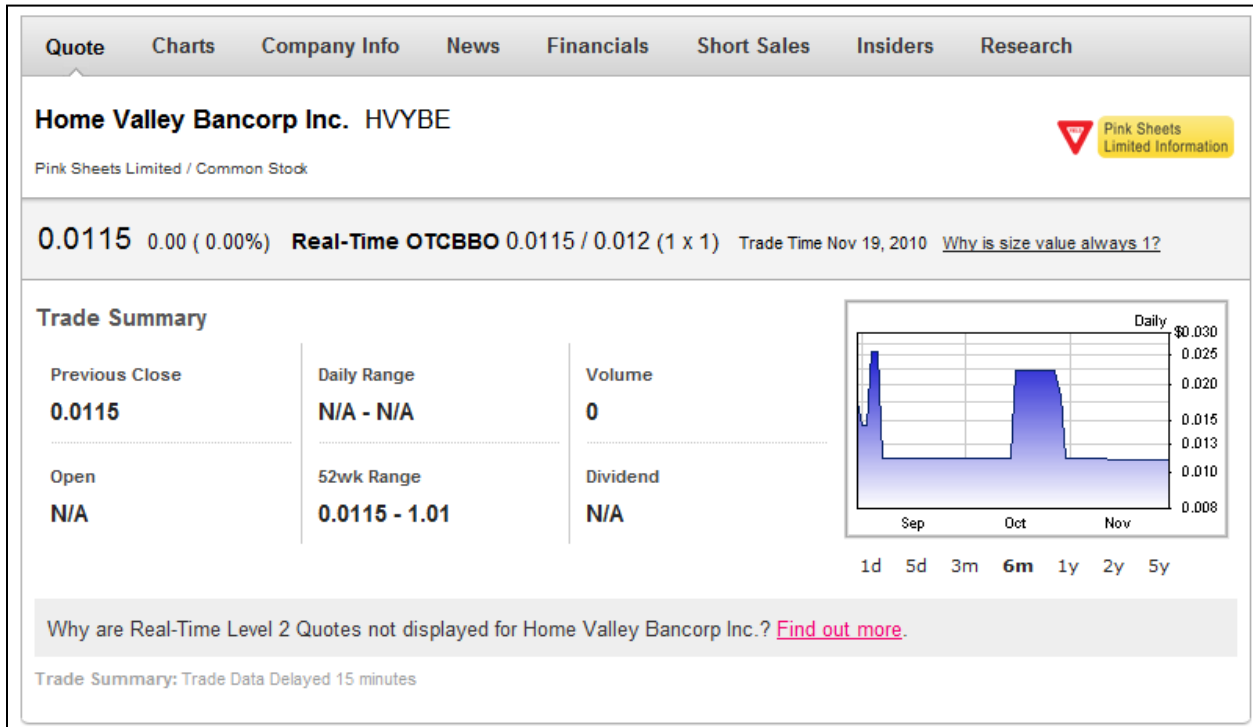 Quote Charts Company Info News Financials Short Sales Insiders Research
Home Valley Bancorp Inc. HVYBE
Pink Sheets
Limited Information
Pink Sheets Limited / Common Stock
0.0115 0.00 ( 0.00%) Real-Time OTCBBO 0.0115 / 0.012 (1 x 1) Trade Time Nov 19, 2010 Why is size value always 1?
Trade Summary
Previous Close
0.0115
Daily Range
N/A - N/A
Volume
0
Open
N/A
52wk Range
0.0115 - 1.01
Dividend
N/A
Daily
$0.030
0.025
0.020
0.015
0.013
0.010
0.008
Sep Oct Nov
1d 5d 3m 6m 1y 2y 5y
Why are Real-Time Level 2 Quotes not displayed for Home Valley Bancorp Inc.? Find out more.
Trade Summary: Trade Data Delayed 15 minutes